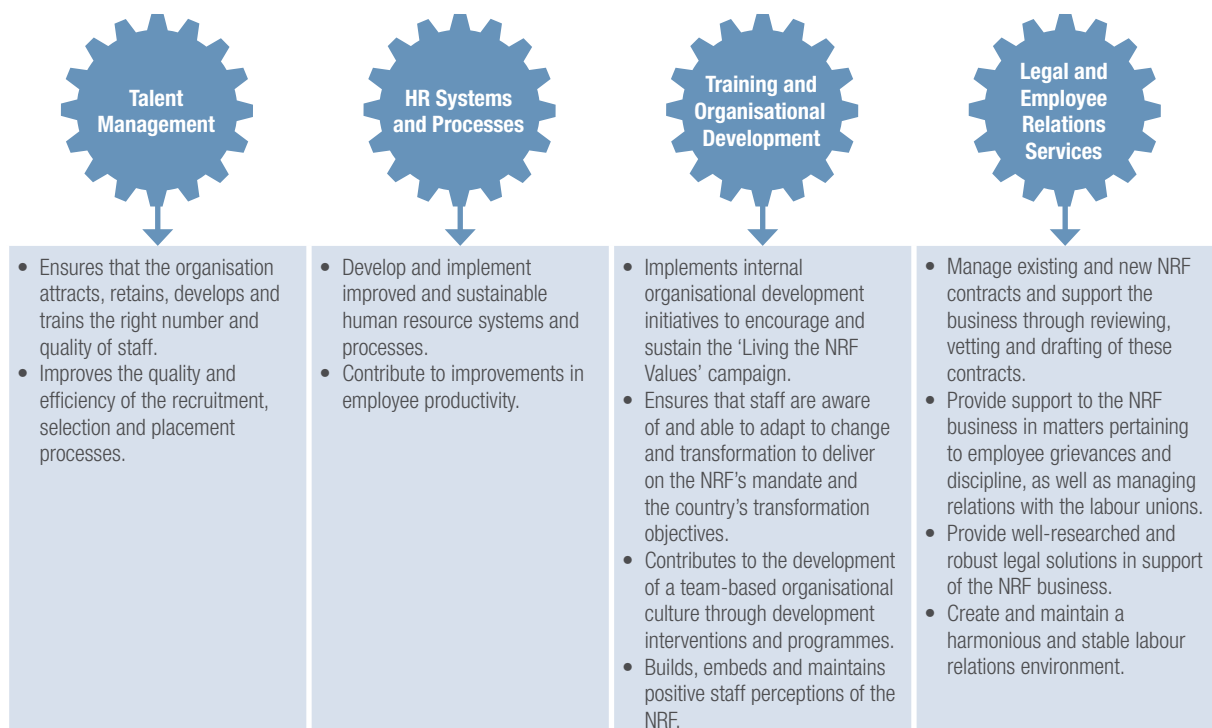 Talent
Management
• Ensures that the organisation
attracts, retains, develops and
trains the right number and
quality of staff.
• Improves the quality and
efficiency of the recruitment,
selection and placement
processes.
HR Systems
and Processes
• Develop and implement
improved and sustainable
human resource systems and
processes.
• Contribute to improvements in
employee productivity.
Training and
Organisational
Development
• Implements internal
organisational development
initiatives to encourage and
sustain the ‘Living the NRF
Values’ campaign.
• Ensures that staff are aware
of and able to adapt to change
and transformation to deliver
on the NRF’s mandate and
the country’s transformation
objectives.
• Contributes to the development
of a team-based organisational
culture through development
interventions and programmes.
• Builds, embeds and maintains
positive staff perceptions of the
NRF.
Legal and
Employee
Relations
Services
• Manage existing and new NRF
contracts and support the
business through reviewing,
vetting and drafting of these
contracts.
• Provide support to the NRF
business in matters pertaining
to employee grievances and
discipline, as well as managing
relations with the labour unions.
• Provide well-researched and
robust legal solutions in support
of the NRF business.
• Create and maintain a
harmonious and stable labour
relations environment.